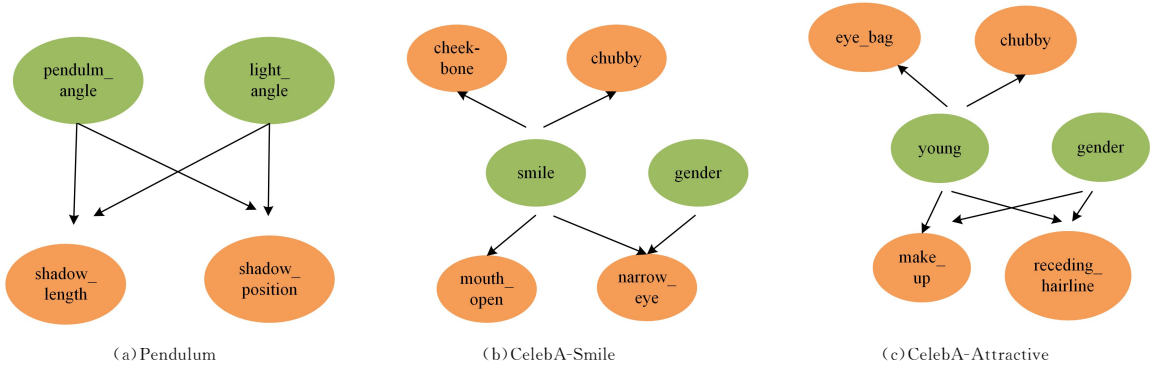 pendulm_
angle
light_
angle
shadow_
length
shadow_
position
(a)Pendulum
cheek-
bone
chubby
smile
gender
mouth_
open
narrow_
eye
(b)CelebA-Smile
eye_bag
chubby
young
gender
make_
up
receding_
hairline
(c)CelebA-Attractive